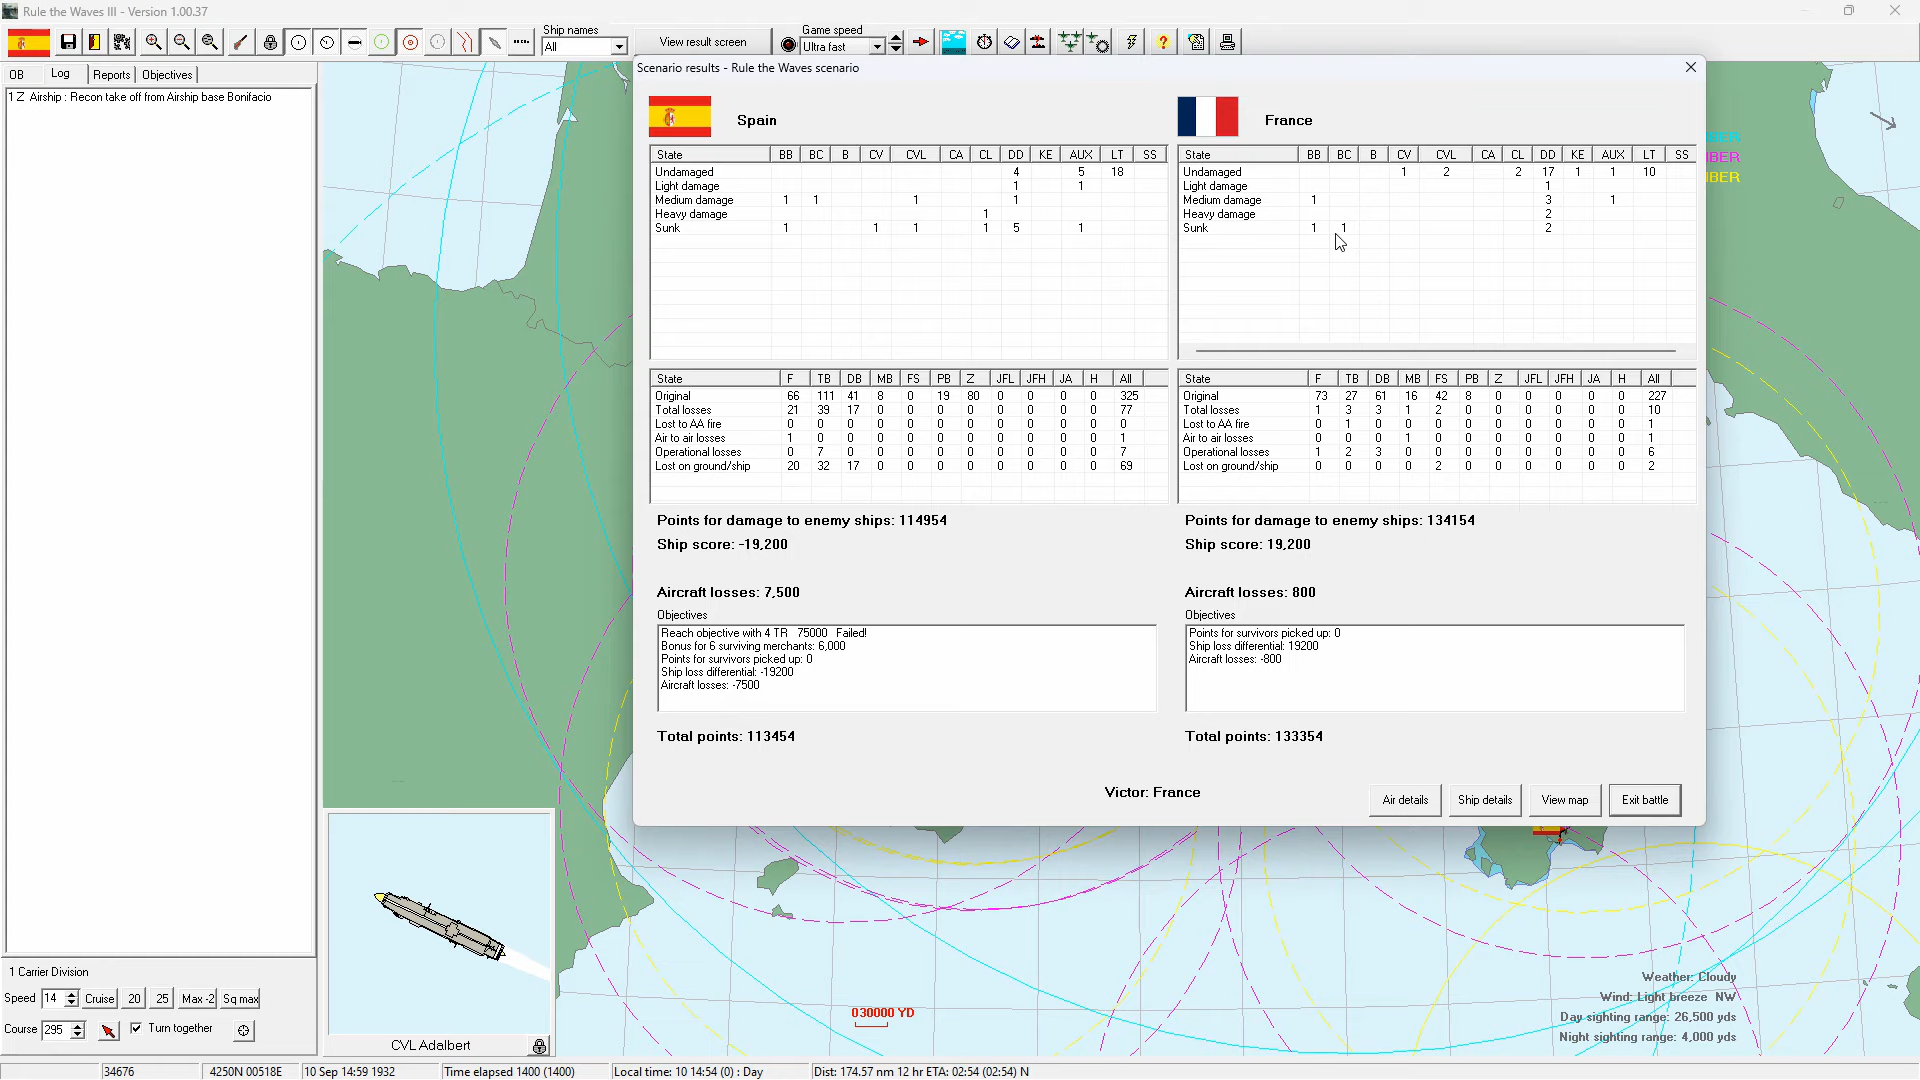 Rule the Waves III - Version 1.00.37
Ship names
All
View result screen
Game speed
Ultra fast
OB Log Reports Objectives
1 Z Airship : Recon take off from Airship base Bonifacio
Scenario results - Rule the Waves scenario
Spain
State BB BC B CV CVL CA CL DD KE AUX LT SS
Undamaged 4 5 18
Light damage 1 1
Medium damage 1 1 1 1
Heavy damage 1
Sunk 1 1 1 1 5 1
State F TB DB MB FS PB Z JFL JFH JA H All
Original 66 111 41 8 0 19 80 0 0 0 0 325
Total losses 21 39 17 0 0 0 0 0 0 0 0 77
Lost to AA fire 0 0 0 0 0 0 0 0 0 0 0 0
Air to air losses 1 0 0 0 0 0 0 0 0 0 0 1
Operational losses 0 7 0 0 0 0 0 0 0 0 0 7
Lost on ground/ship 20 32 17 0 0 0 0 0 0 0 0 69
Points for damage to enemy ships: 114954
Ship score: -19,200
Aircraft losses: 7,500
Objectives
Reach objective with 4 TR 75000 Failed!
Bonus for 6 surviving merchants: 6,000
Points for survivors picked up: 0
Ship loss differential: -19200
Aircraft losses: -7500
Total points: 113454
France
State BB BC B CV CVL CA CL DD KE AUX LT SS
Undamaged 1 2 2 17 1 1 10
Light damage 1
Medium damage 1 3 1
Heavy damage 2
Sunk 1 1 2
State F TB DB MB FS PB Z JFL JFH JA H All
Original 73 27 61 16 42 8 0 0 0 0 0 227
Total losses 1 3 3 1 2 0 0 0 0 0 0 10
Lost to AA fire 0 1 0 0 0 0 0 0 0 0 0 1
Air to air losses 0 0 0 1 0 0 0 0 0 0 0 1
Operational losses 1 2 3 0 0 0 0 0 0 0 0 6
Lost on ground/ship 0 0 0 0 2 0 0 0 0 0 0 2
Points for damage to enemy ships: 134154
Ship score: 19,200
Aircraft losses: 800
Objectives
Points for survivors picked up: 0
Ship loss differential: 19200
Aircraft losses: -800
Total points: 133354
Victor: France
Air details Ship details View map Exit battle
1 Carrier Division
Speed 14 Cruise 20 25 Max -2 Sq max
Course 295 Turn together
CVL Adalbert
030000 YD
Weather: Cloudy
Wind: Light breeze NW
Day sighting range: 26,500 yds
Night sighting range: 4,000 yds
34676 4250N 00518E 10 Sep 14:59 1932 Time elapsed 1400 (1400) Local time: 10 14:54 (0) : Day Dist: 174.57 nm 12 hr ETA: 02:54 (02:54) N